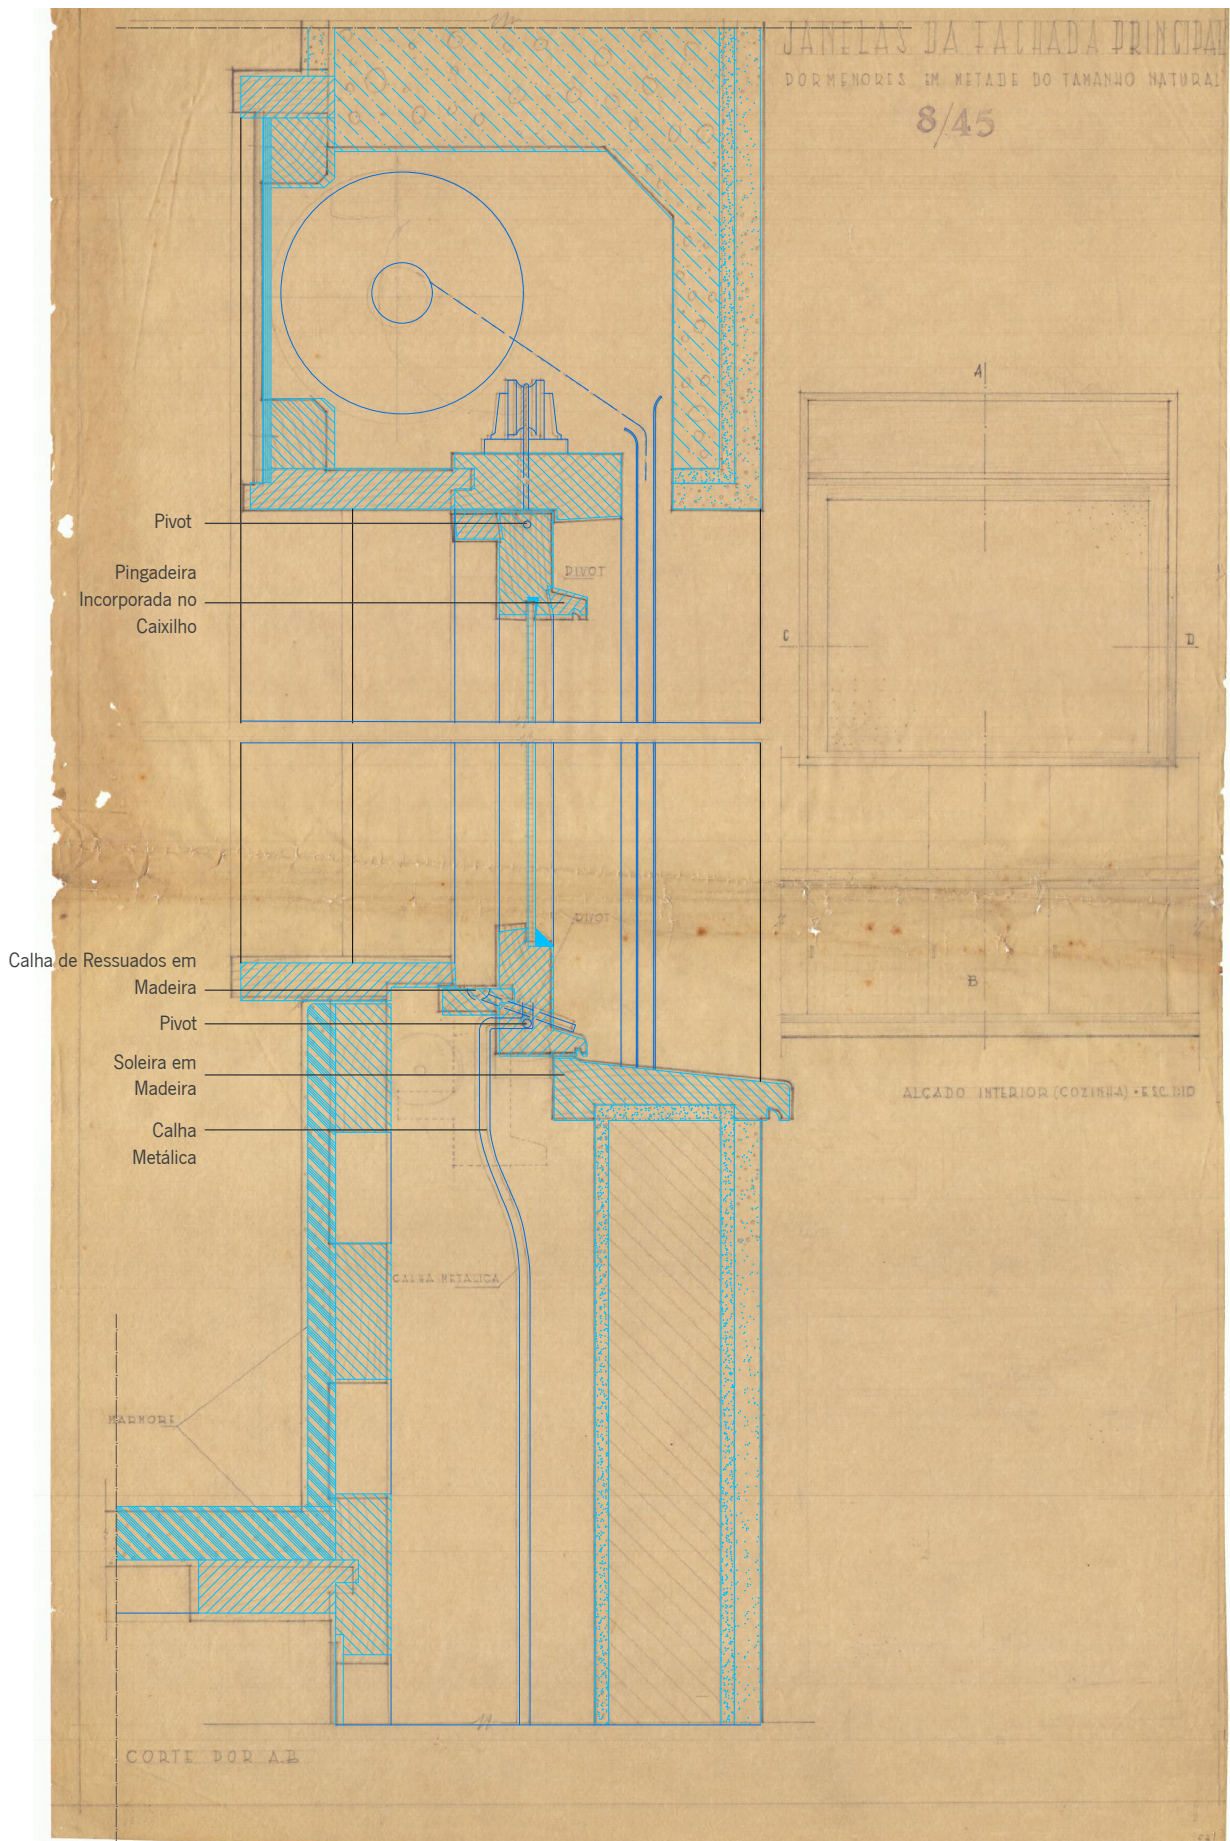 JANELAS DA FACHADA PRINCIPAL
PORMENORES EM METADE DO TAMANHO NATURAL
8/45
A
Pivot
Pingadeira
Incorporada no
Caixilho
PIVOT
C
D
PIVOT
Calha de Ressuados em
Madeira
Pivot
Soleira em
Madeira
Calha
Metálica
B
ALÇADO INTERIOR (COZINHA) - ESC. 1:10
CALHA METALICA
MARMORE
CORTE POR A.B